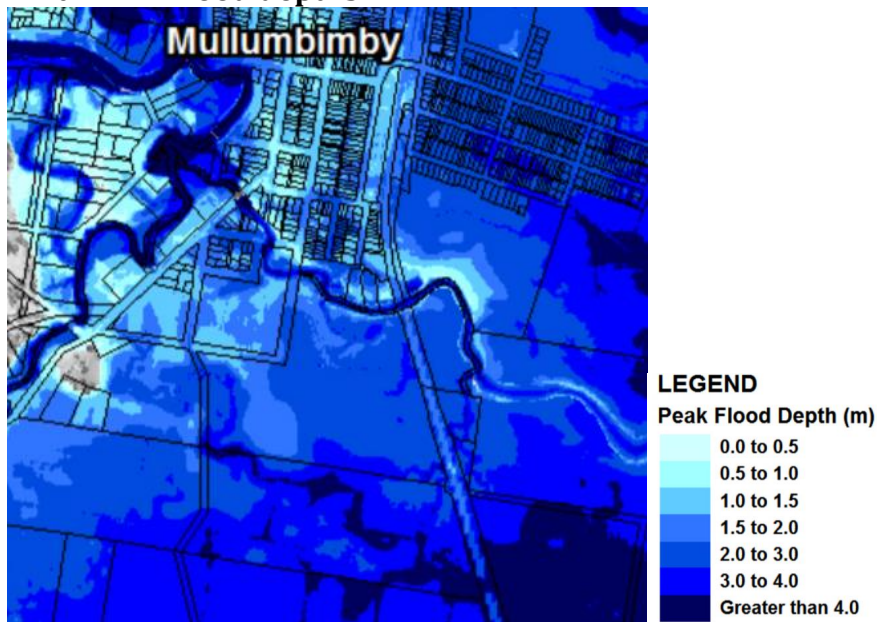 Mullumbimby
LEGEND
Peak Flood Depth (m)
0.0 to 0.5
0.5 to 1.0
1.0 to 1.5
1.5 to 2.0
2.0 to 3.0
3.0 to 4.0
Greater than 4.0